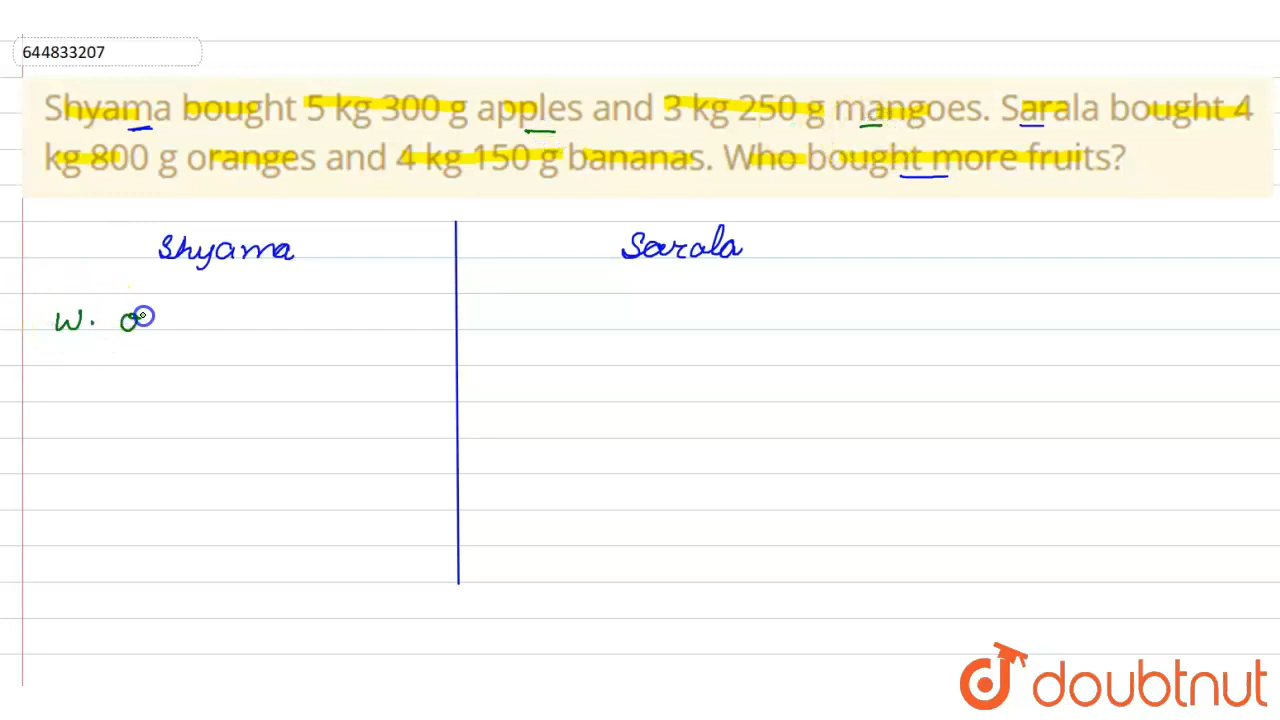 644833207
Shyama bought 5 kg 300 g apples and 3 kg 250 g mangoes. Sarala bought 4
kg 800 g oranges and 4 kg 150 g bananas. Who bought more fruits?
Shyama Sarala
W. o
doubtnut